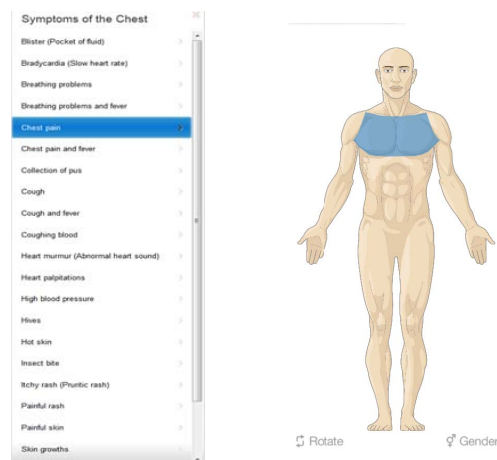 Symptoms of the Chest
Blister (Pocket of fluid)
Bradycardia (Slow heart rate)
Breathing problems
Breathing problems and fever
Chest pain
Chest pain and fever
Collection of pus
Cough
Cough and fever
Coughing blood
Heart murmur (Abnormal heart sound)
Heart palpitations
High blood pressure
Hives
Hot skin
Insect bite
Itchy rash (Pruritic rash)
Painful rash
Painful skin
Skin growths
Rotate
Gender